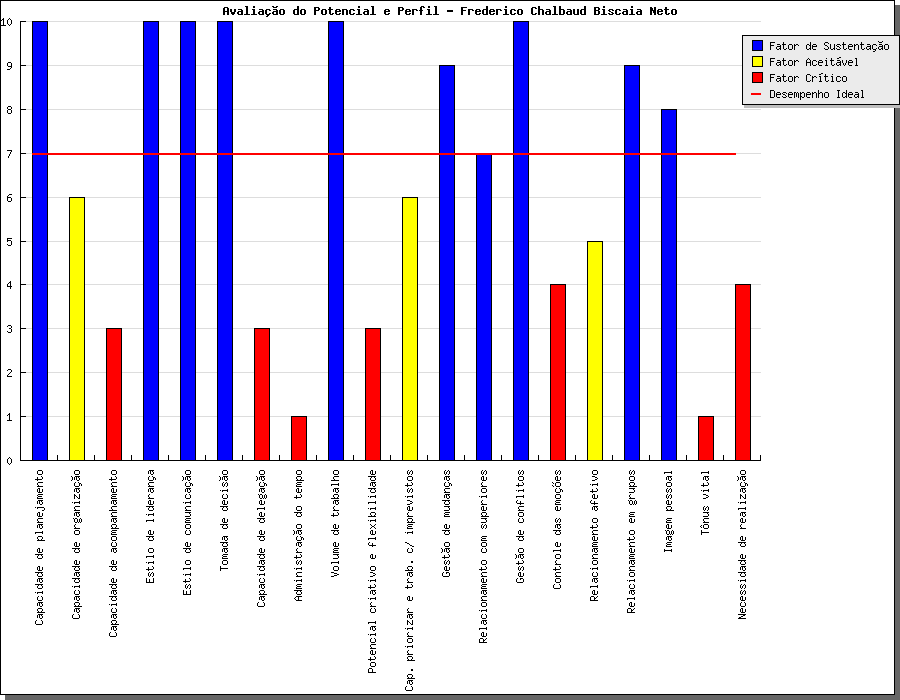 Avaliação do Potencial e Perfil - Frederico Chalbaud Biscaia Neto
Fator de Sustentação
Fator Aceitável
Fator Crítico
Desempenho Ideal
10
9
8
7
6
5
4
3
2
1
0
Capacidade de planejamento
Capacidade de organização
Capacidade de acompanhamento
Estilo de liderança
Estilo de comunicação
Tomada de decisão
Capacidade de delegação
Administração do tempo
Volume de trabalho
Potencial criativo e flexibilidade
Cap. priorizar e trab. c/ imprevistos
Gestão de mudanças
Relacionamento com superiores
Gestão de conflitos
Controle das emoções
Relacionamento afetivo
Relacionamento em grupos
Imagem pessoal
Tônus vital
Necessidade de realização